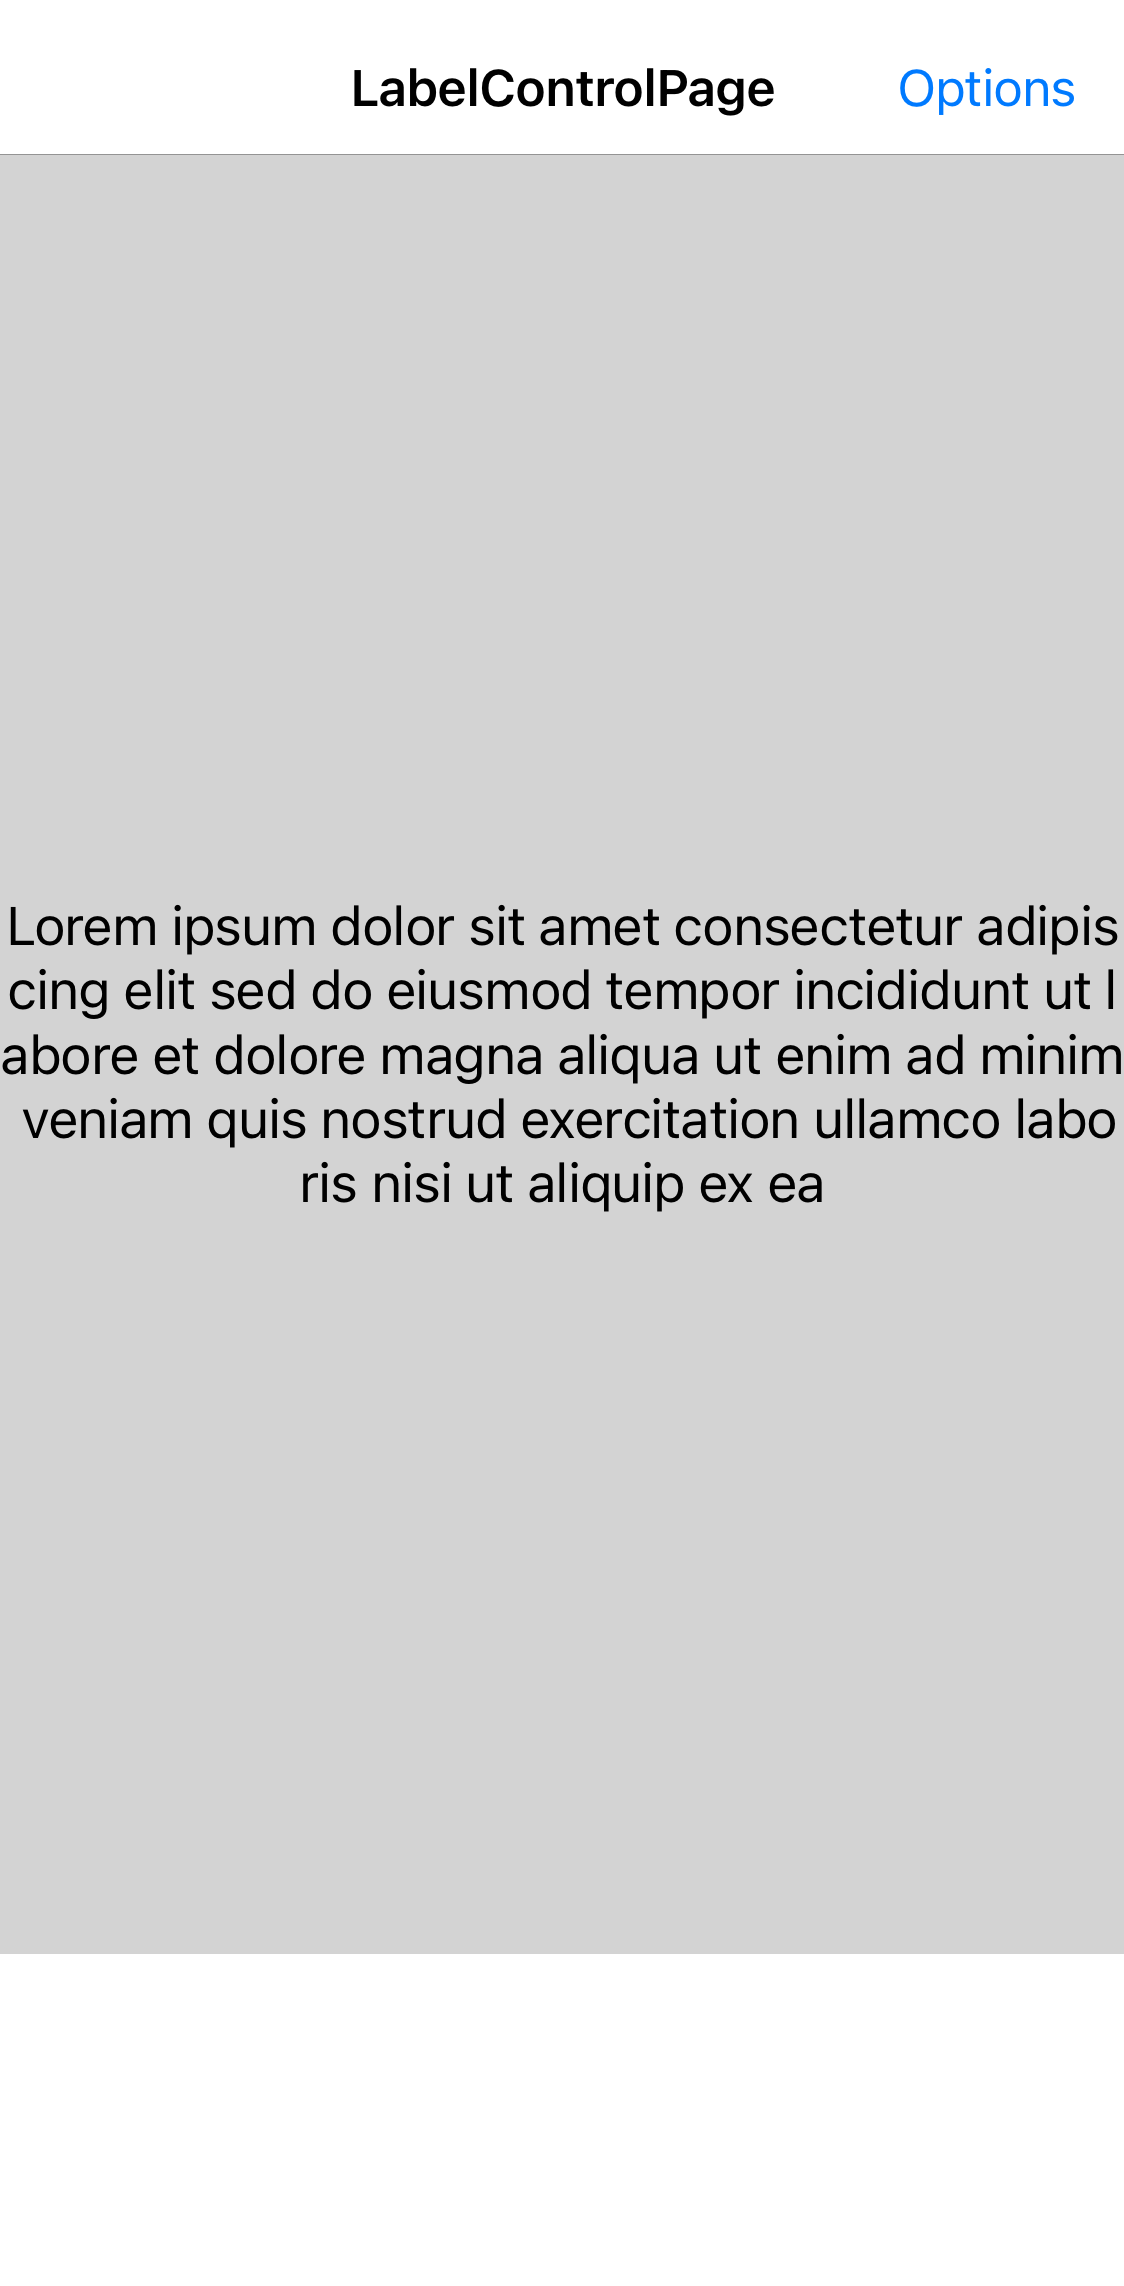 LabelControlPage
Options
Lorem ipsum dolor sit amet consectetur adipis
cing elit sed do eiusmod tempor incididunt ut l
abore et dolore magna aliqua ut enim ad minim
veniam quis nostrud exercitation ullamco labo
ris nisi ut aliquip ex ea